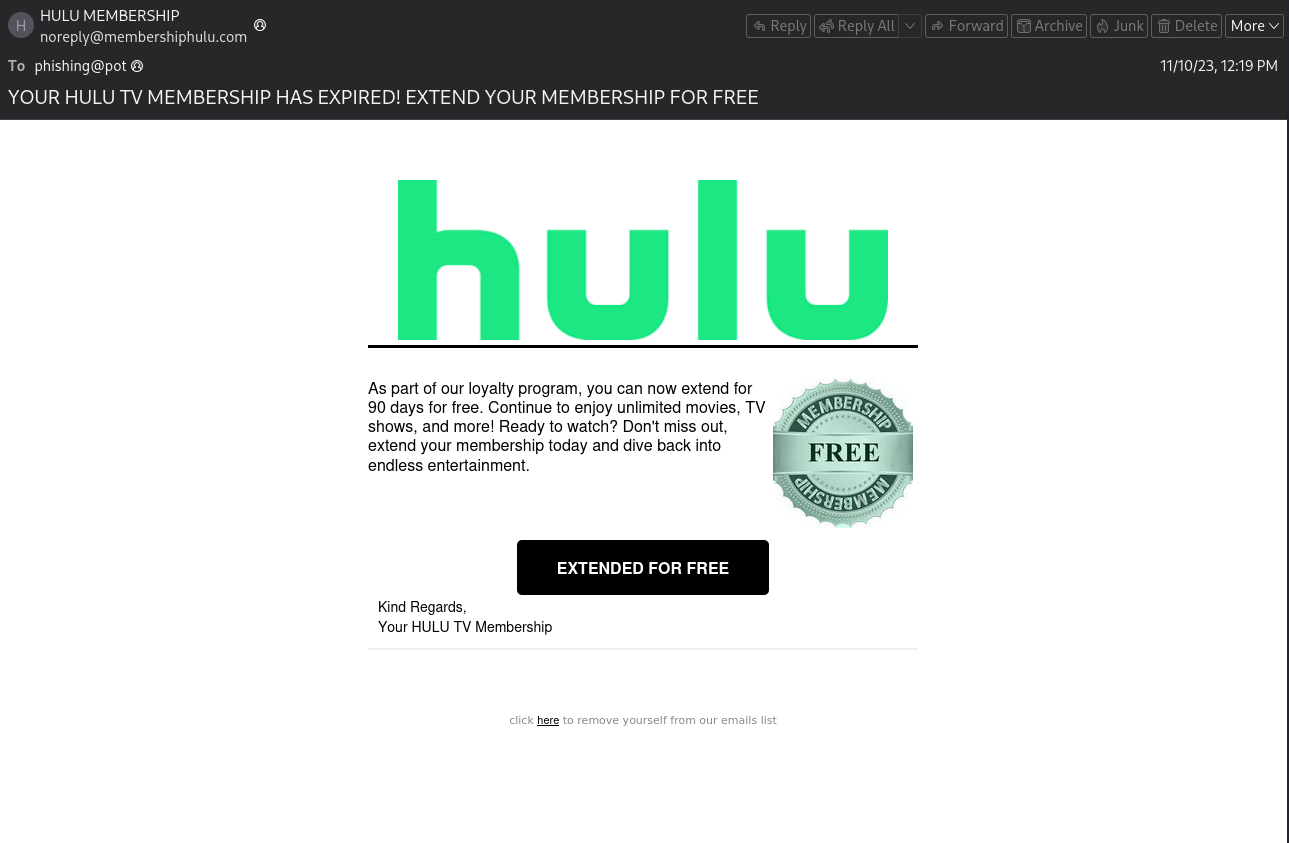 H
HULU MEMBERSHIP
noreply@membershiphulu.com
Reply
Reply All
Forward
Archive
Junk
Delete
More
To phishing@pot
11/10/23, 12:19 PM
YOUR HULU TV MEMBERSHIP HAS EXPIRED! EXTEND YOUR MEMBERSHIP FOR FREE
hulu
As part of our loyalty program, you can now extend for
90 days for free. Continue to enjoy unlimited movies, TV
shows, and more! Ready to watch? Don't miss out,
extend your membership today and dive back into
endless entertainment.
MEMBERSHIP
FREE
MEMBERSHIP
EXTENDED FOR FREE
Kind Regards,
Your HULU TV Membership
click here to remove yourself from our emails list